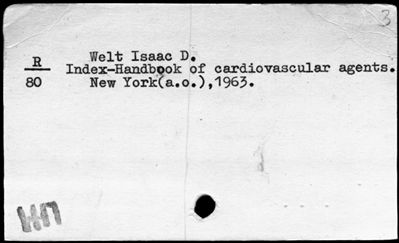 3
R
80
Welt Isaac D.
Index-Handbook of cardiovascular agents.
New York(a.o.),1963.